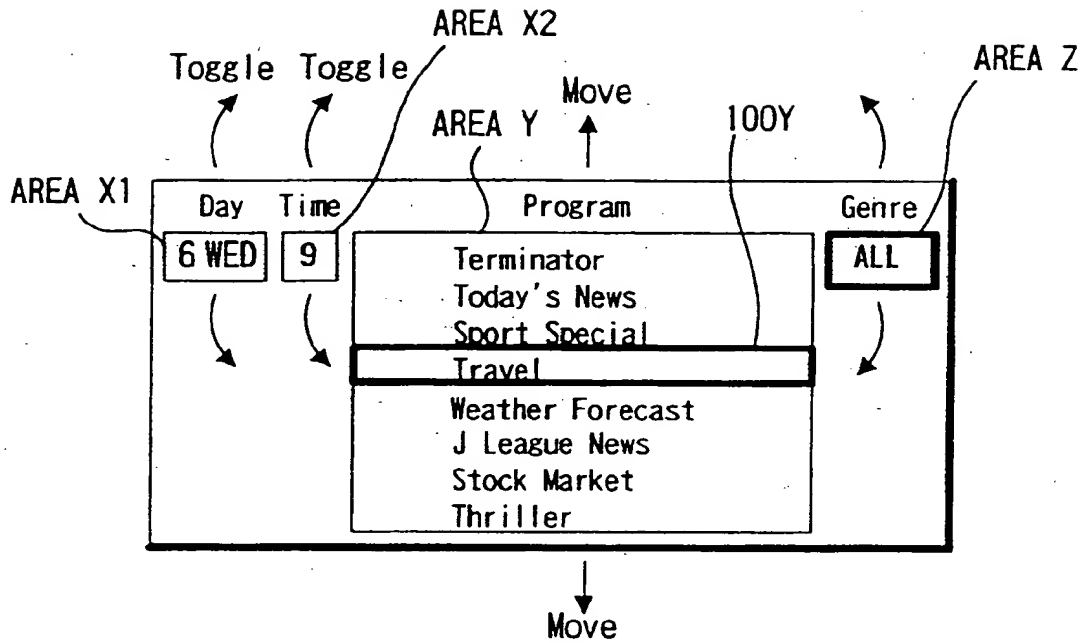 AREA X2
Toggle Toggle
AREA Z
Move
AREA Y
100Y
AREA X1
Day Time Program Genre
6 WED 9 ALL
Terminator
Today's News
Sport Special
Travel
Weather Forecast
J League News
Stock Market
Thriller
Move